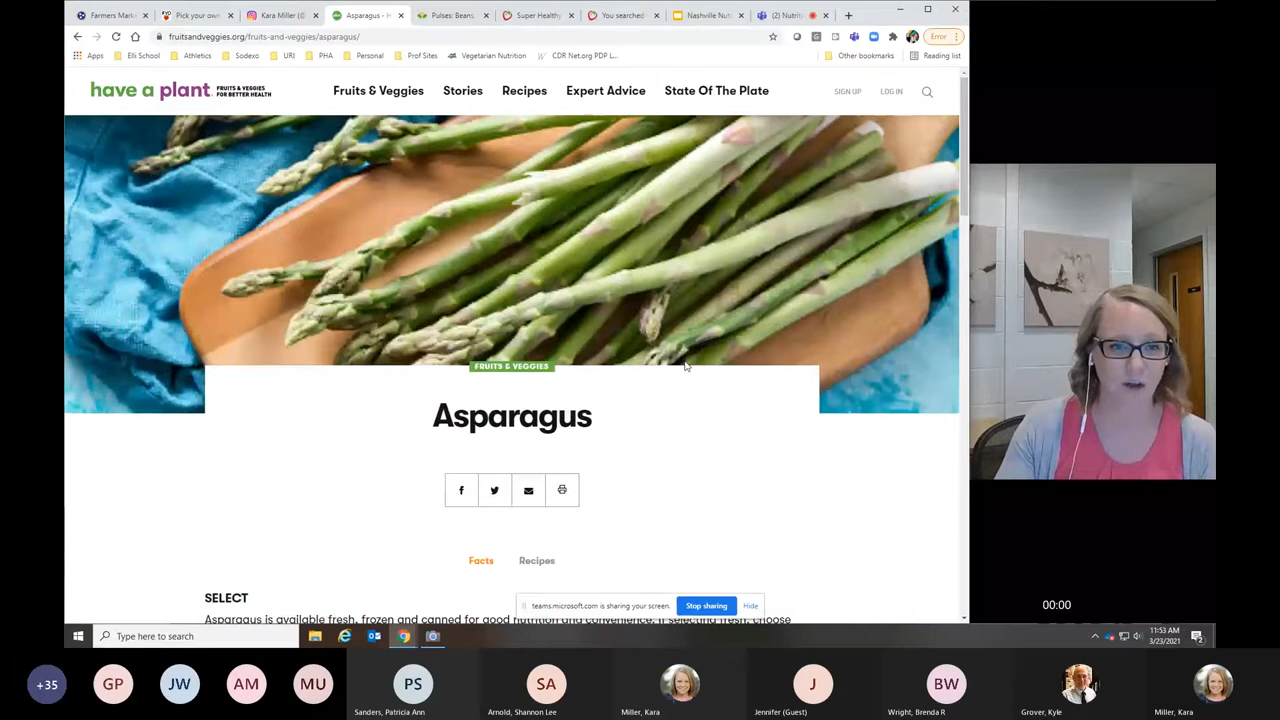 Farmers Marke
Pick your own
Kara Miller (@
Asparagus - H
Pulses: Beans
Super Healthy
You searched
Nashville Nut
(2) Nutrit
fruitsandveggies.org/fruits-and-veggies/asparagus/
Error
Apps
Elli School
Athletics
Sodexo
URI
PHA
Personal
Prof Sites
Vegetarian Nutrition
CDR Net.org PDP L...
Other bookmarks
Reading list
have a plant
FRUITS & VEGGIES
FOR BETTER HEALTH
Fruits & Veggies
Stories
Recipes
Expert Advice
State Of The Plate
SIGN UP
LOG IN
FRUITS & VEGGIES
Asparagus
Facts
Recipes
SELECT
Asparagus is available fresh, frozen and canned for good nutrition and convenience. If selecting fresh, choose
teams.microsoft.com is sharing your screen.
Stop sharing
Hide
00:00
Type here to search
11:53 AM
3/23/2021
2
+35
GP
JW
AM
MU
PS
SA
J
BW
Sanders, Patricia Ann
Arnold, Shannon Lee
Miller, Kara
Jennifer (Guest)
Wright, Brenda R
Grover, Kyle
Miller, Kara